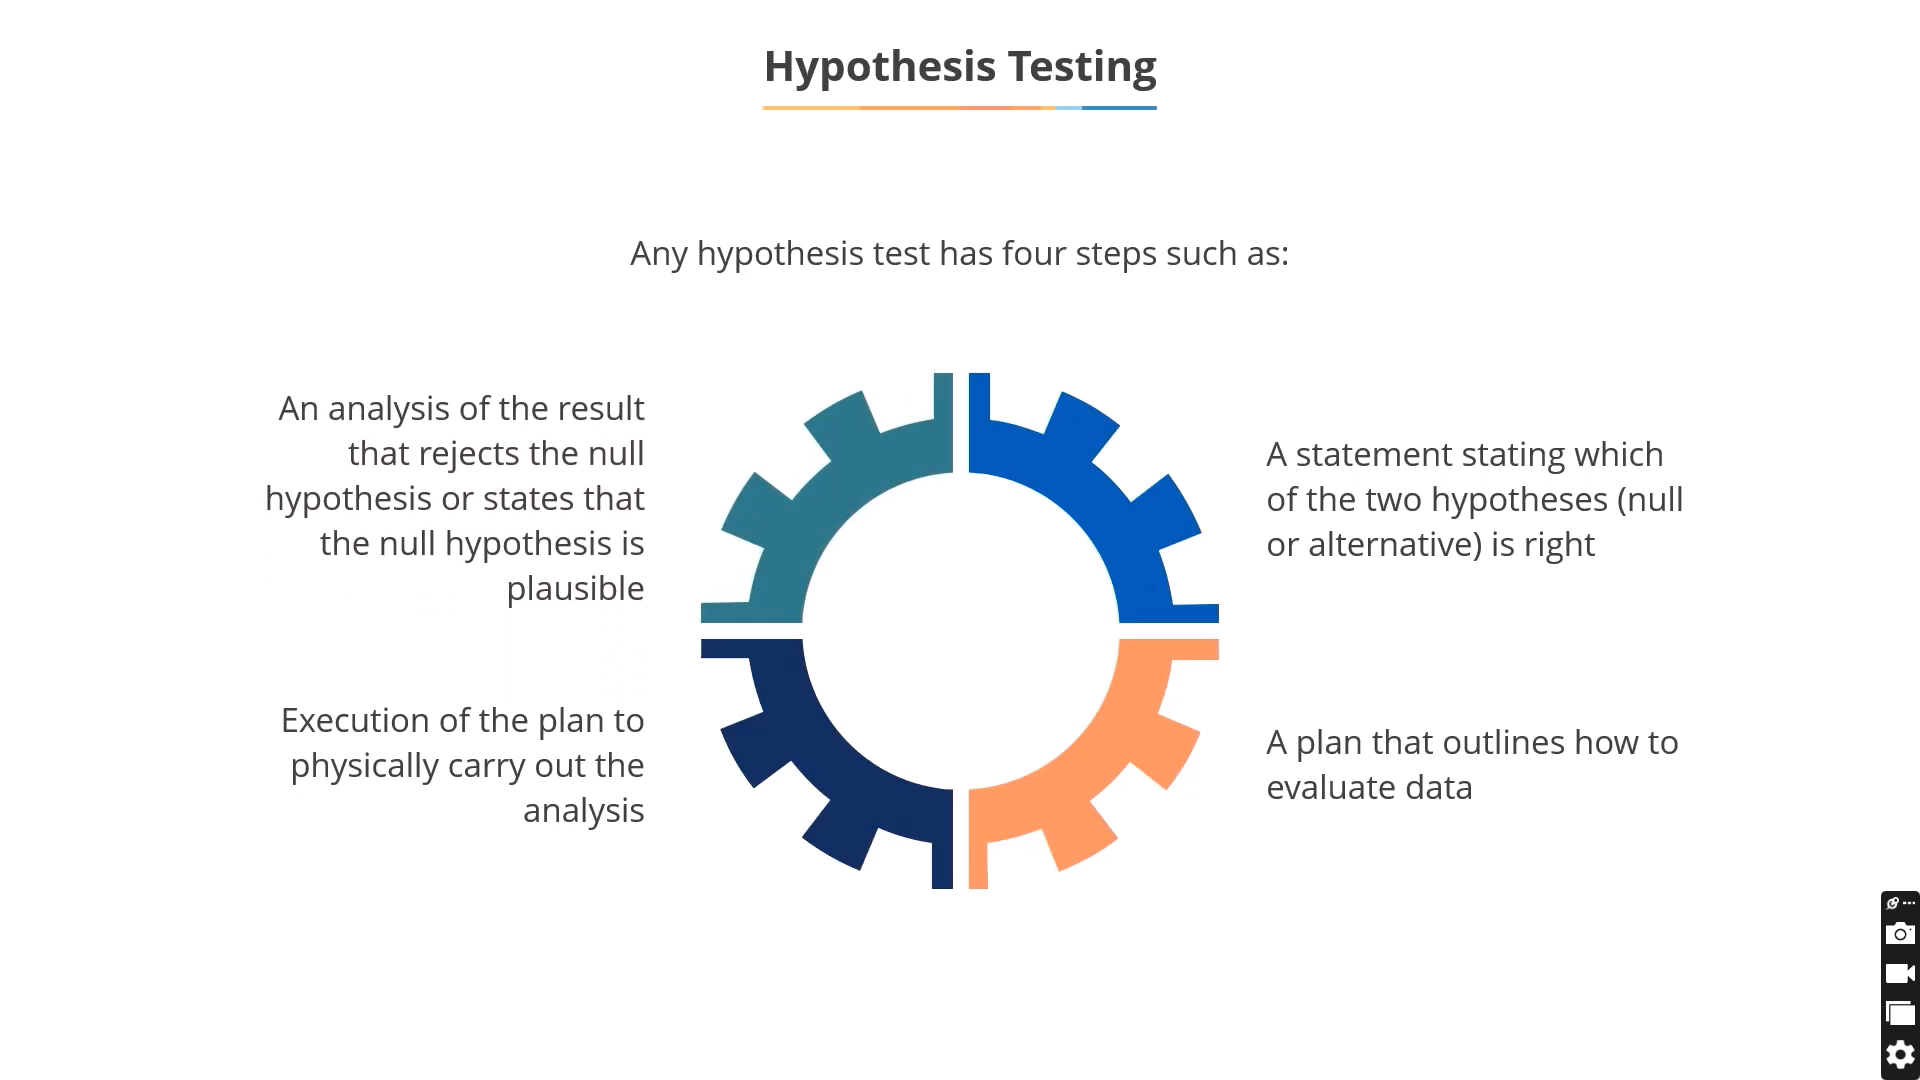 Hypothesis Testing
Any hypothesis test has four steps such as:
An analysis of the result
that rejects the null
hypothesis or states that
the null hypothesis is
plausible
A statement stating which
of the two hypotheses (null
or alternative) is right
Execution of the plan to
physically carry out the
analysis
A plan that outlines how to
evaluate data